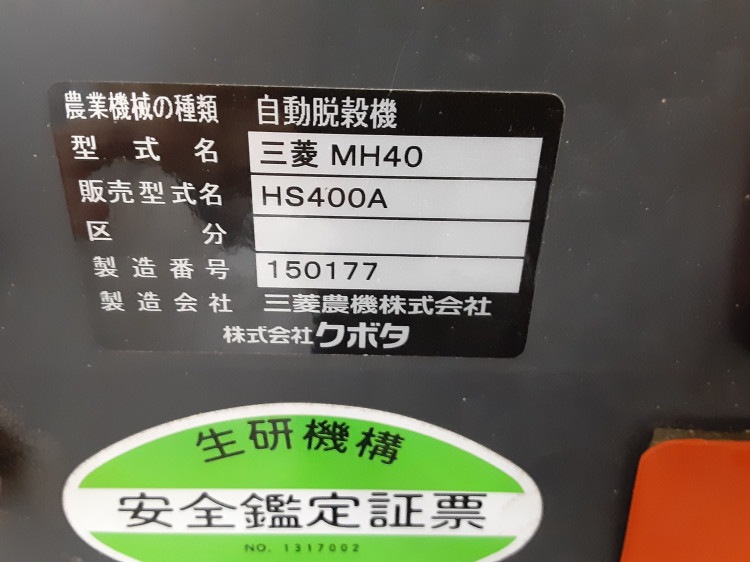 農業機械の種類 自動脱穀機
型式名 三菱 MH40
販売型式名 HS400A
区分
製造番号 150177
製造会社 三菱農機株式会社
株式会社クボタ
生研機構
安全鑑定証票
NO. 1317002